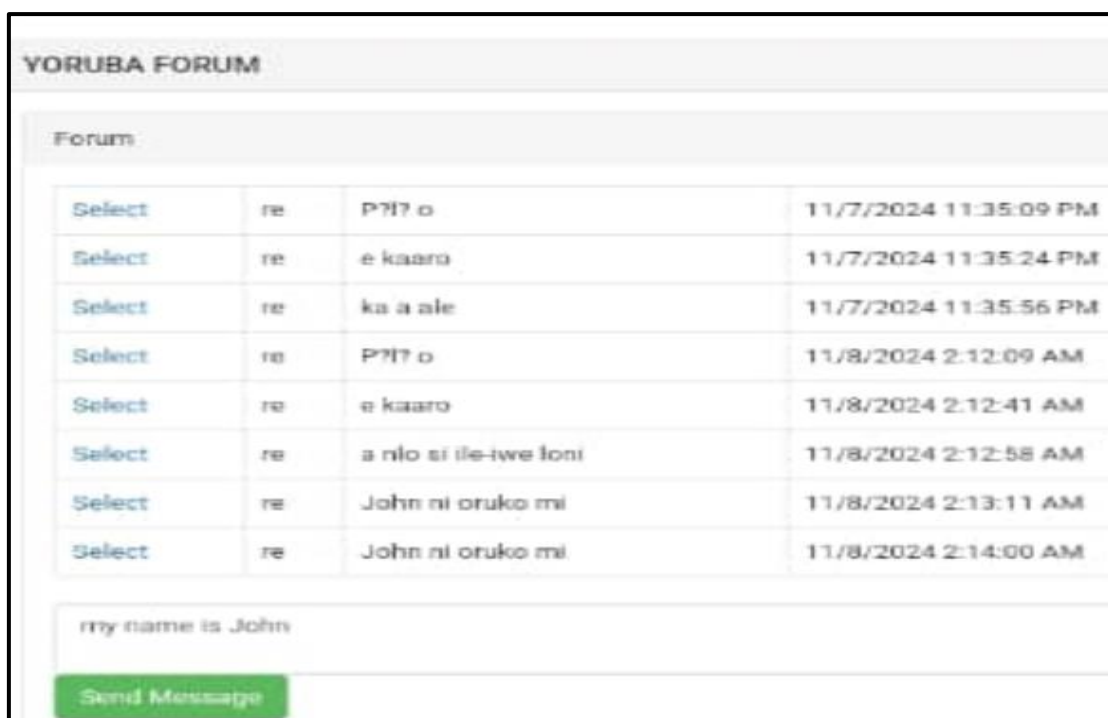 YORUBA FORUM
Forum
Select re P?l? o 11/7/2024 11:35:09 PM
Select re e kaaro 11/7/2024 11:35:24 PM
Select re ka a ale 11/7/2024 11:35:56 PM
Select re P?l? o 11/8/2024 2:12:09 AM
Select re e kaaro 11/8/2024 2:12:41 AM
Select re a nlo si ile-iwe loni 11/8/2024 2:12:58 AM
Select re John ni oruko mi 11/8/2024 2:13:11 AM
Select re John ni oruko mi 11/8/2024 2:14:00 AM
my name is John
Send Message